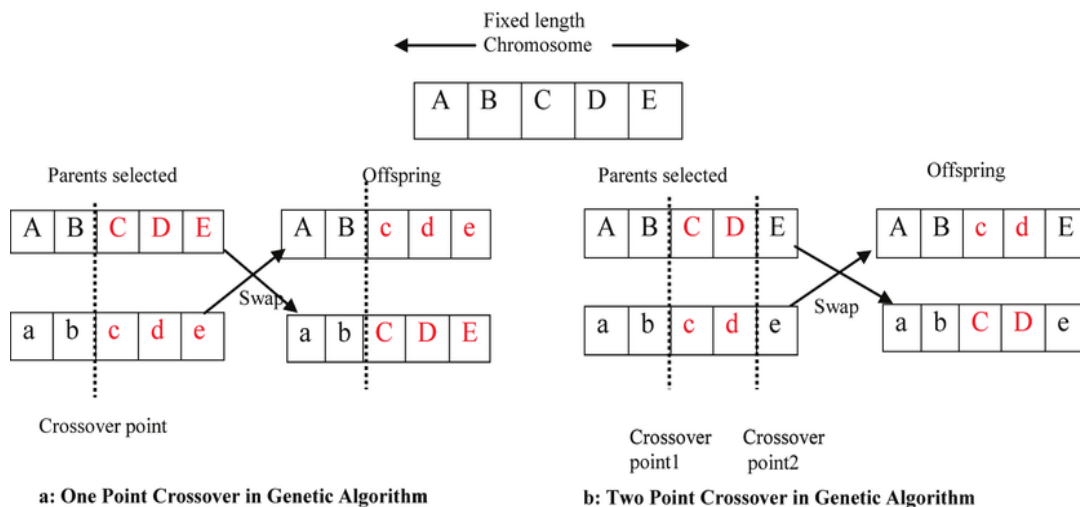 Fixed length
Chromosome
A B C D E
Parents selected
Offspring
A B C D E
A B c d e
Swap
a b c d e
a b C D E
Crossover point
a: One Point Crossover in Genetic Algorithm
Parents selected
Offspring
A B C D E
A B c d E
Swap
a b c d e
a b C D e
Crossover
point1
Crossover
point2
b: Two Point Crossover in Genetic Algorithm